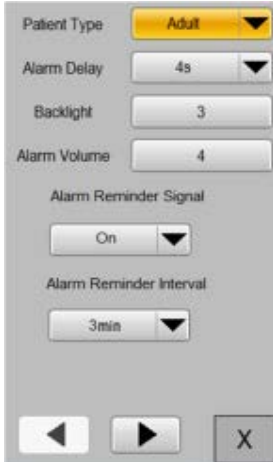 Patient Type Adult
Alarm Delay 4s
Backlight 3
Alarm Volume 4
Alarm Reminder Signal
On
Alarm Reminder Interval
3min
X